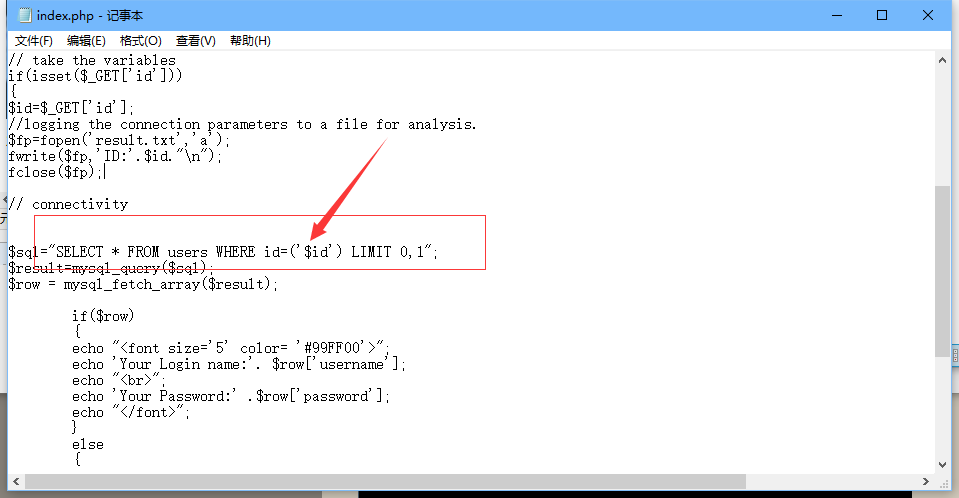 index.php - 记事本
文件(F) 编辑(E) 格式(O) 查看(V) 帮助(H)
// take the variables
if(isset($_GET['id']))
{
$id=$_GET['id'];
//logging the connection parameters to a file for analysis.
$fp=fopen('result.txt','a');
fwrite($fp,'ID:'.$id."\n");
fclose($fp);
// connectivity
$sql="SELECT * FROM users WHERE id=('$id') LIMIT 0,1";
$result=mysql_query($sql);
$row = mysql_fetch_array($result);
if($row)
{
echo "<font size='5' color= '#99FF00'>";
echo 'Your Login name:'. $row['username'];
echo "<br>";
echo 'Your Password:' .$row['password'];
echo "</font>";
}
else
{